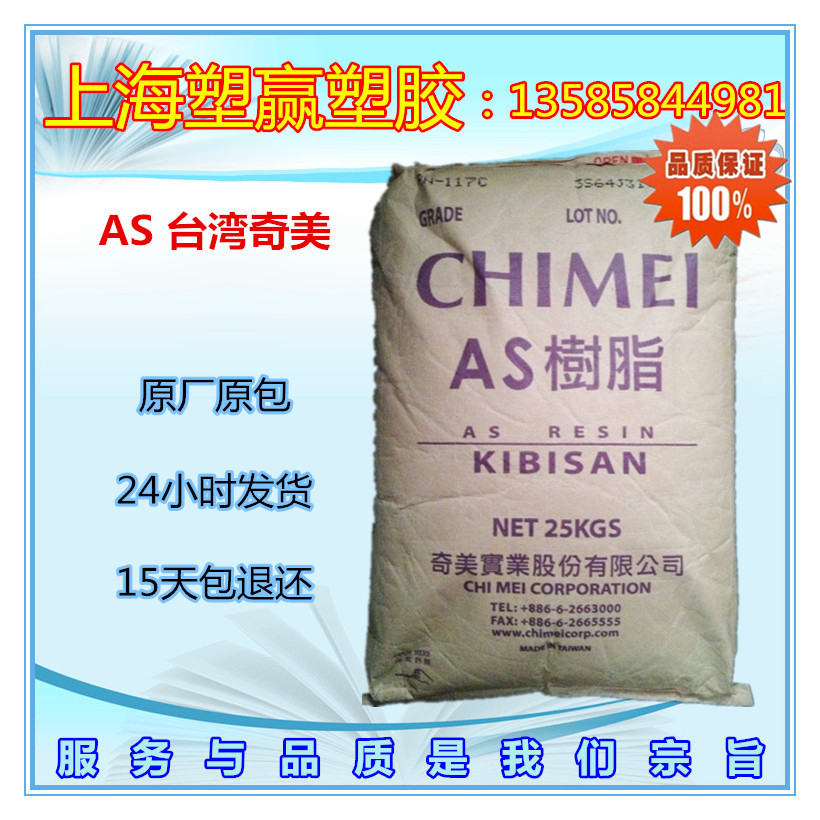 上海塑赢塑胶：13585844981
品质保证
100%
AS 台湾奇美
原厂原包
24小时发货
15天包退还
GRADE
LOT NO.
CHIMEI
AS樹脂
AS RESIN
KIBISAN
NET 25KGS
奇美實業股份有限公司
CHI MEI CORPORATION
TEL: +886-6-2663000
FAX: +886-6-2665555
www.chimeicorp.com
MADE IN TAIWAN
服务与品质是我们宗旨